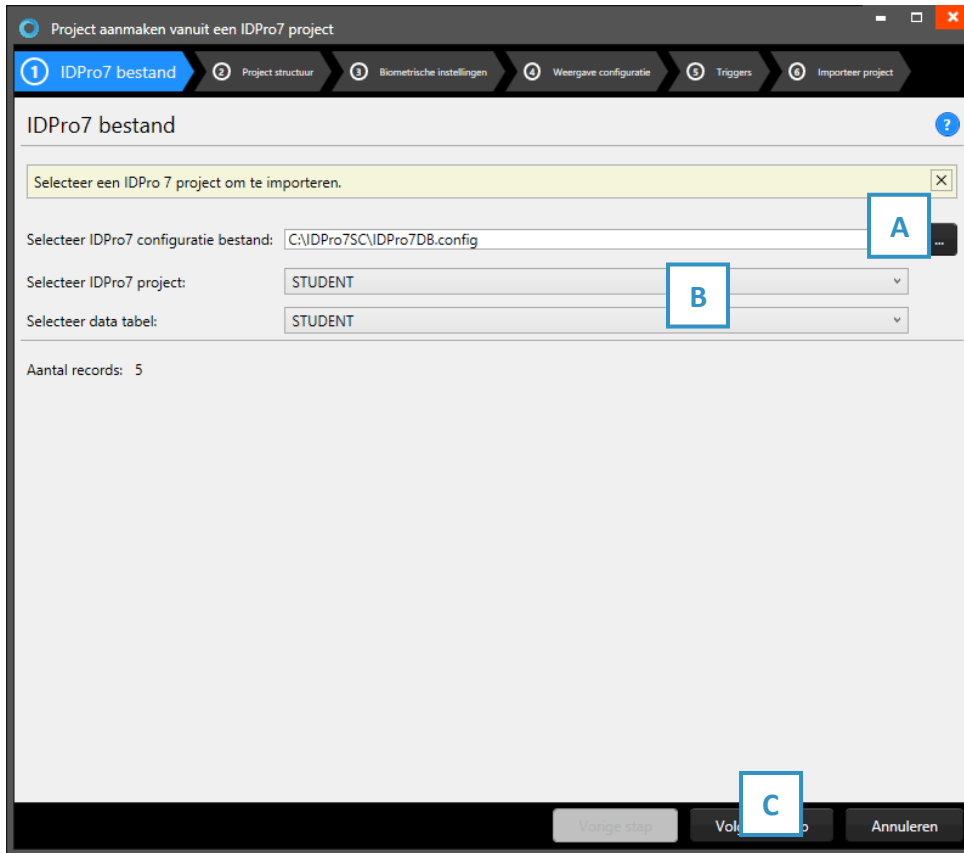 Project aanmaken vanuit een IDPro7 project
1 IDPro7 bestand 2 Project structuur 3 Biometrische instellingen 4 Weergave configuratie 5 Triggers 6 Importeer project
IDPro7 bestand ?
Selecteer een IDPro 7 project om te importeren.
A
Selecteer IDPro7 configuratie bestand: C:\IDPro7SC\IDPro7DB.config ...
Selecteer IDPro7 project: STUDENT
B
Selecteer data tabel: STUDENT
Aantal records: 5
C
Vorige stap Annuleren